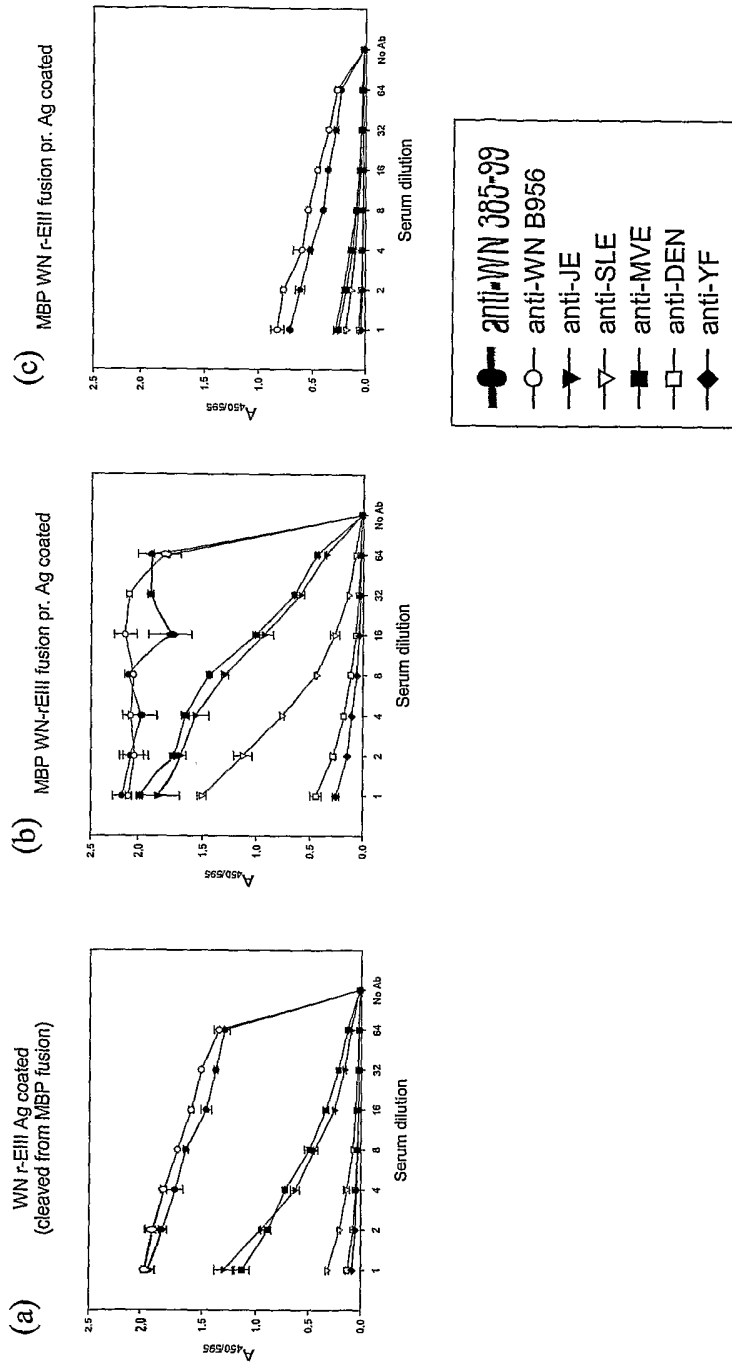 (a)
WN r-EIII Ag coated
(cleaved from MBP fusion)
2.5
2.0
1.5
1.0
0.5
0.0
A450/595
1
2
4
8
16
32
64
No Ab
Serum dilution
(b)
MBP WN-rEIII fusion pr. Ag coated
2.5
2.0
1.5
1.0
0.5
0.0
A450/595
1
2
4
8
16
32
64
No Ab
Serum dilution
(c)
MBP WN r-EIII fusion pr. Ag coated
2.5
2.0
1.5
1.0
0.5
0.0
A450/595
1
2
4
8
16
32
64
No Ab
Serum dilution
anti-WN 385-99
anti-WN B956
anti-JE
anti-SLE
anti-MVE
anti-DEN
anti-YF